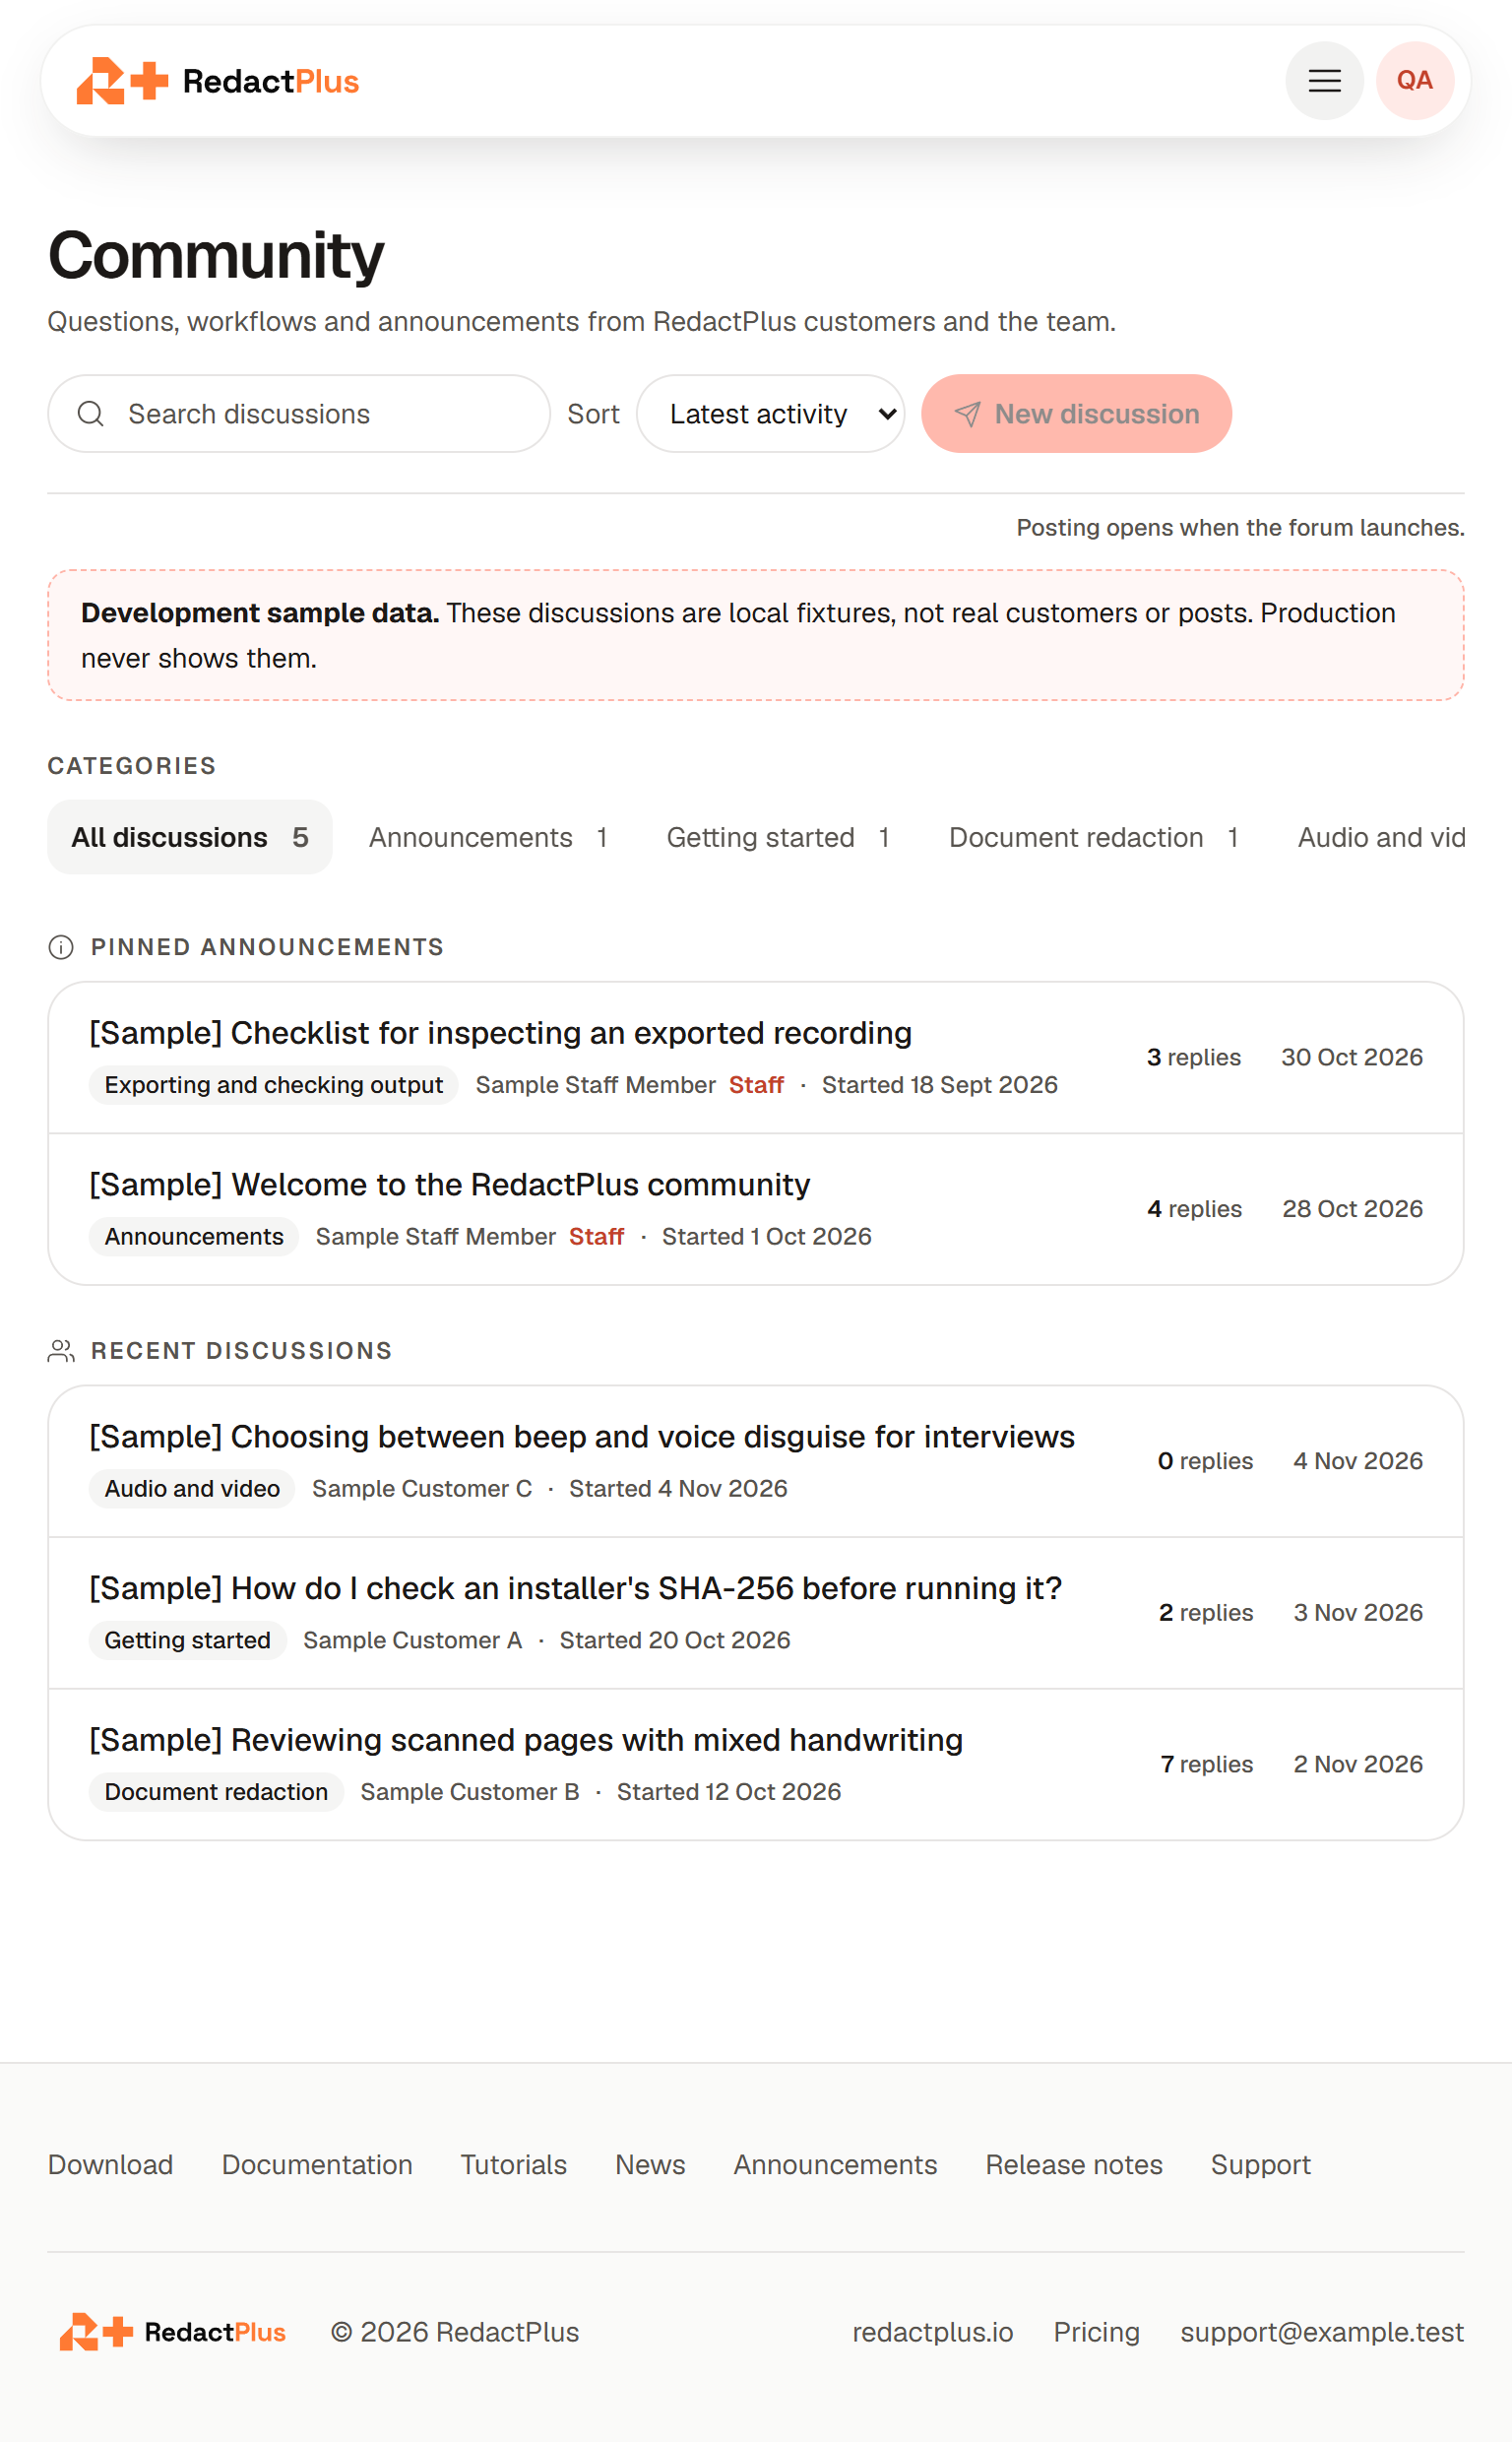 RedactPlus
QA
Community
Questions, workflows and announcements from RedactPlus customers and the team.
Search discussions
Sort
Latest activity
New discussion
Posting opens when the forum launches.
Development sample data. These discussions are local fixtures, not real customers or posts. Production
never shows them.
CATEGORIES
All discussions 5 Announcements 1 Getting started 1 Document redaction 1 Audio and vid
PINNED ANNOUNCEMENTS
[Sample] Checklist for inspecting an exported recording
Exporting and checking output Sample Staff Member Staff · Started 18 Sept 2026
3 replies 30 Oct 2026
[Sample] Welcome to the RedactPlus community
Announcements Sample Staff Member Staff · Started 1 Oct 2026
4 replies 28 Oct 2026
RECENT DISCUSSIONS
[Sample] Choosing between beep and voice disguise for interviews
Audio and video Sample Customer C · Started 4 Nov 2026
0 replies 4 Nov 2026
[Sample] How do I check an installer's SHA-256 before running it?
Getting started Sample Customer A · Started 20 Oct 2026
2 replies 3 Nov 2026
[Sample] Reviewing scanned pages with mixed handwriting
Document redaction Sample Customer B · Started 12 Oct 2026
7 replies 2 Nov 2026
Download Documentation Tutorials News Announcements Release notes Support
RedactPlus © 2026 RedactPlus redactplus.io Pricing support@example.test